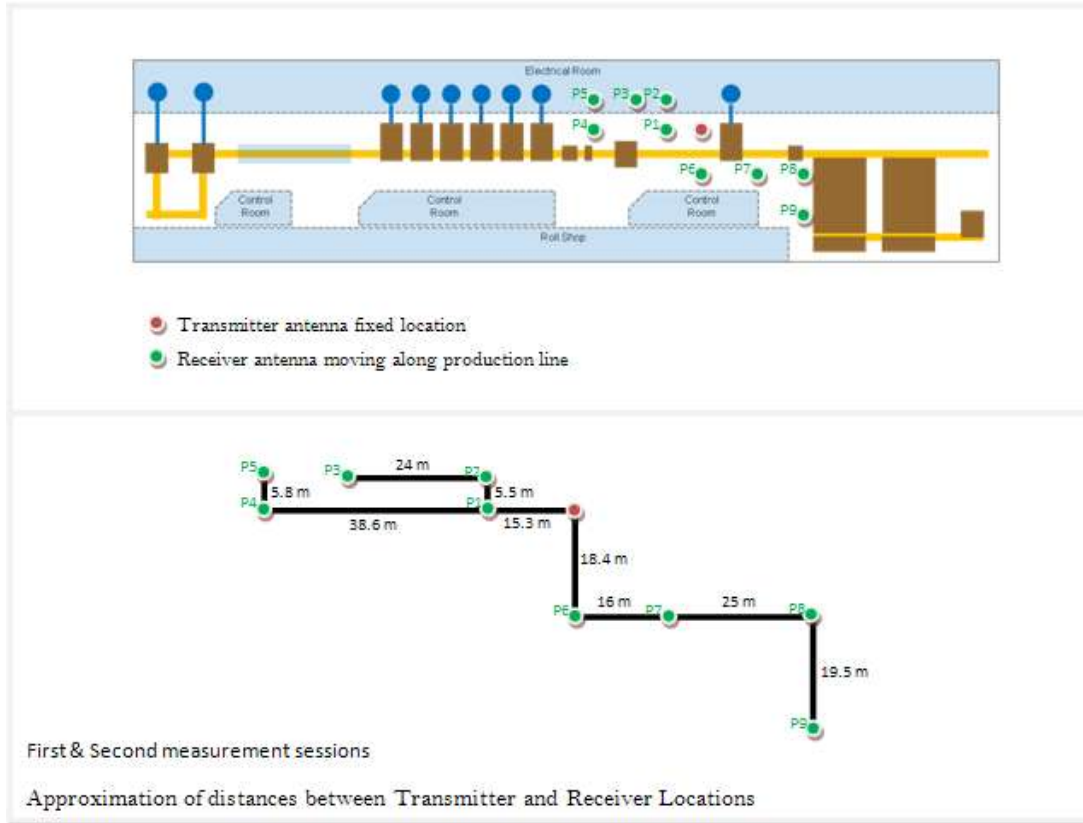 Electrical Room
P5 P3 P2
P4 P1
P6 P7 P8
Control
Room
Control
Room
Control
Room
P9
Roll Shop
Transmitter antenna fixed location
Receiver antenna moving along production line
P5 P3 24 m P2
5.8 m 5.5 m
P4 P1
38.6 m 15.3 m
18.4 m
P6 16 m P7 25 m P8
19.5 m
P9
First & Second measurement sessions
Approximation of distances between Transmitter and Receiver Locations